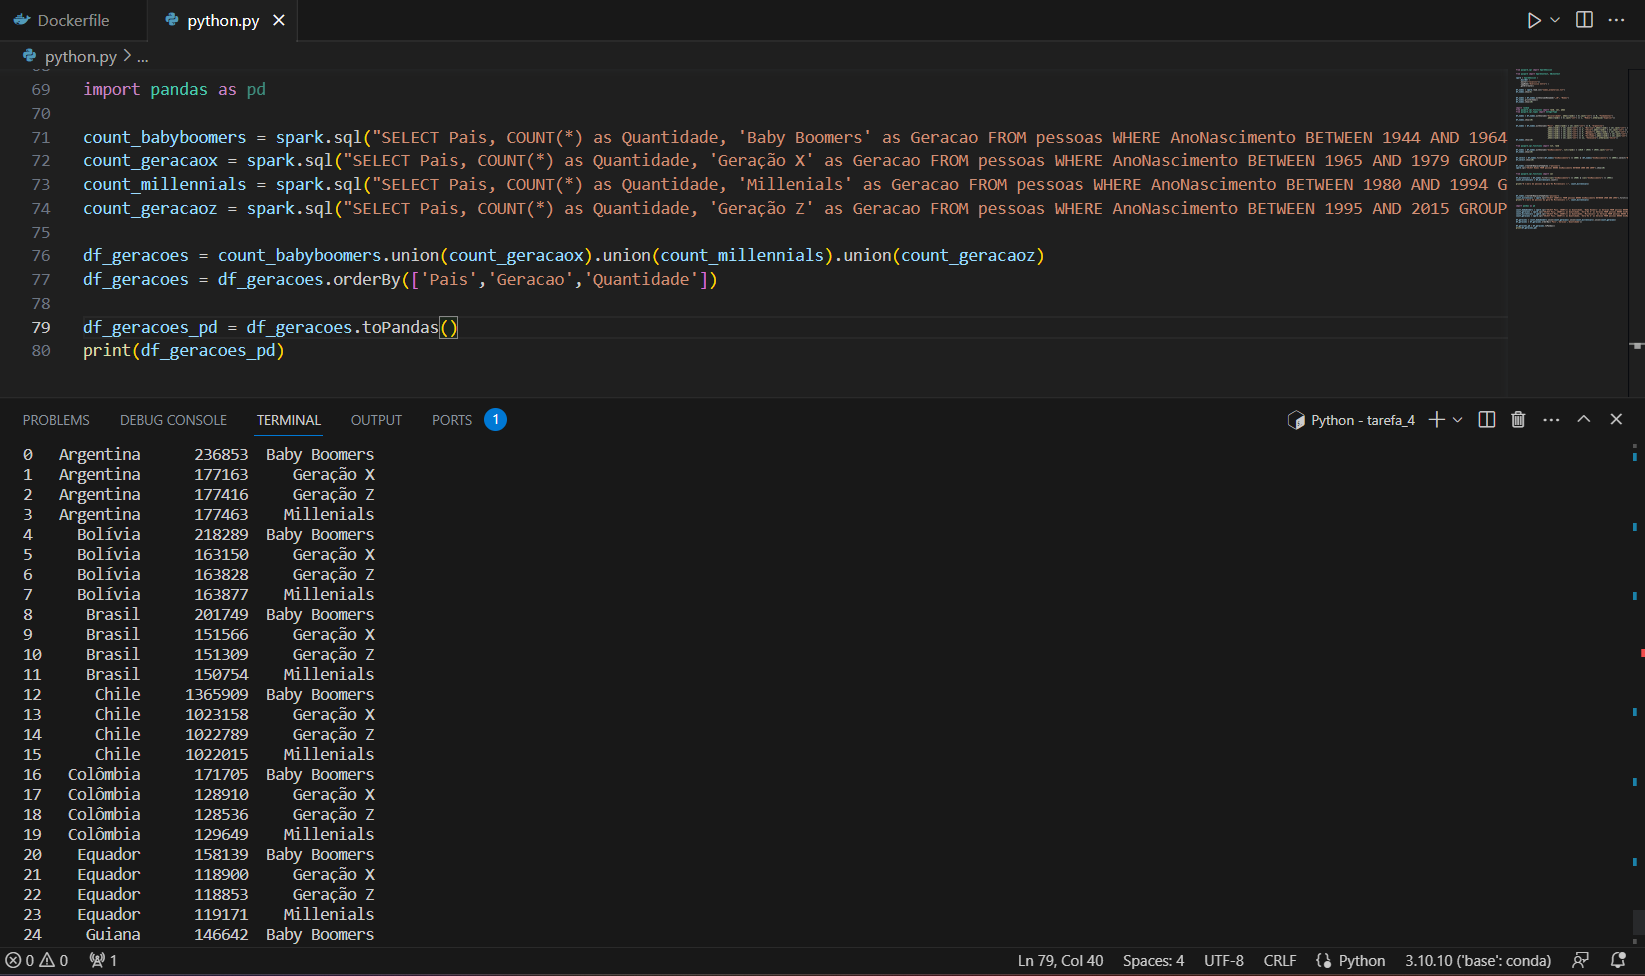 Dockerfile
python.py
python.py > ...
69 import pandas as pd
70
71 count_babyboomers = spark.sql("SELECT Pais, COUNT(*) as Quantidade, 'Baby Boomers' as Geracao FROM pessoas WHERE AnoNascimento BETWEEN 1944 AND 1964
72 count_geracaox = spark.sql("SELECT Pais, COUNT(*) as Quantidade, 'Geração X' as Geracao FROM pessoas WHERE AnoNascimento BETWEEN 1965 AND 1979 GROUP
73 count_millennials = spark.sql("SELECT Pais, COUNT(*) as Quantidade, 'Millenials' as Geracao FROM pessoas WHERE AnoNascimento BETWEEN 1980 AND 1994 G
74 count_geracaoz = spark.sql("SELECT Pais, COUNT(*) as Quantidade, 'Geração Z' as Geracao FROM pessoas WHERE AnoNascimento BETWEEN 1995 AND 2015 GROUP
75
76 df_geracoes = count_babyboomers.union(count_geracaox).union(count_millennials).union(count_geracaoz)
77 df_geracoes = df_geracoes.orderBy(['Pais','Geracao','Quantidade'])
78
79 df_geracoes_pd = df_geracoes.toPandas()
80 print(df_geracoes_pd)
PROBLEMS DEBUG CONSOLE TERMINAL OUTPUT PORTS 1 Python - tarefa_4
0 Argentina 236853 Baby Boomers
1 Argentina 177163 Geração X
2 Argentina 177416 Geração Z
3 Argentina 177463 Millenials
4 Bolívia 218289 Baby Boomers
5 Bolívia 163150 Geração X
6 Bolívia 163828 Geração Z
7 Bolívia 163877 Millenials
8 Brasil 201749 Baby Boomers
9 Brasil 151566 Geração X
10 Brasil 151309 Geração Z
11 Brasil 150754 Millenials
12 Chile 1365909 Baby Boomers
13 Chile 1023158 Geração X
14 Chile 1022789 Geração Z
15 Chile 1022015 Millenials
16 Colômbia 171705 Baby Boomers
17 Colômbia 128910 Geração X
18 Colômbia 128536 Geração Z
19 Colômbia 129649 Millenials
20 Equador 158139 Baby Boomers
21 Equador 118900 Geração X
22 Equador 118853 Geração Z
23 Equador 119171 Millenials
24 Guiana 146642 Baby Boomers
0 0 1 Ln 79, Col 40 Spaces: 4 UTF-8 CRLF Python 3.10.10 ('base': conda)